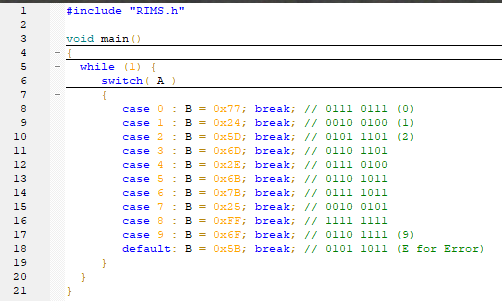 1 #include "RIMS.h"
2
3 void main()
4 {
5 while (1) {
6 switch( A )
7 {
8 case 0 : B = 0x77; break; // 0111 0111 (0)
9 case 1 : B = 0x24; break; // 0010 0100 (1)
10 case 2 : B = 0x5D; break; // 0101 1101 (2)
11 case 3 : B = 0x6D; break; // 0110 1101
12 case 4 : B = 0x2E; break; // 0111 0100
13 case 5 : B = 0x6B; break; // 0110 1011
14 case 6 : B = 0x7B; break; // 0111 1011
15 case 7 : B = 0x25; break; // 0010 0101
16 case 8 : B = 0xFF; break; // 1111 1111
17 case 9 : B = 0x6F; break; // 0110 1111 (9)
18 default: B = 0x5B; break; // 0101 1011 (E for Error)
19 }
20 }
21 }